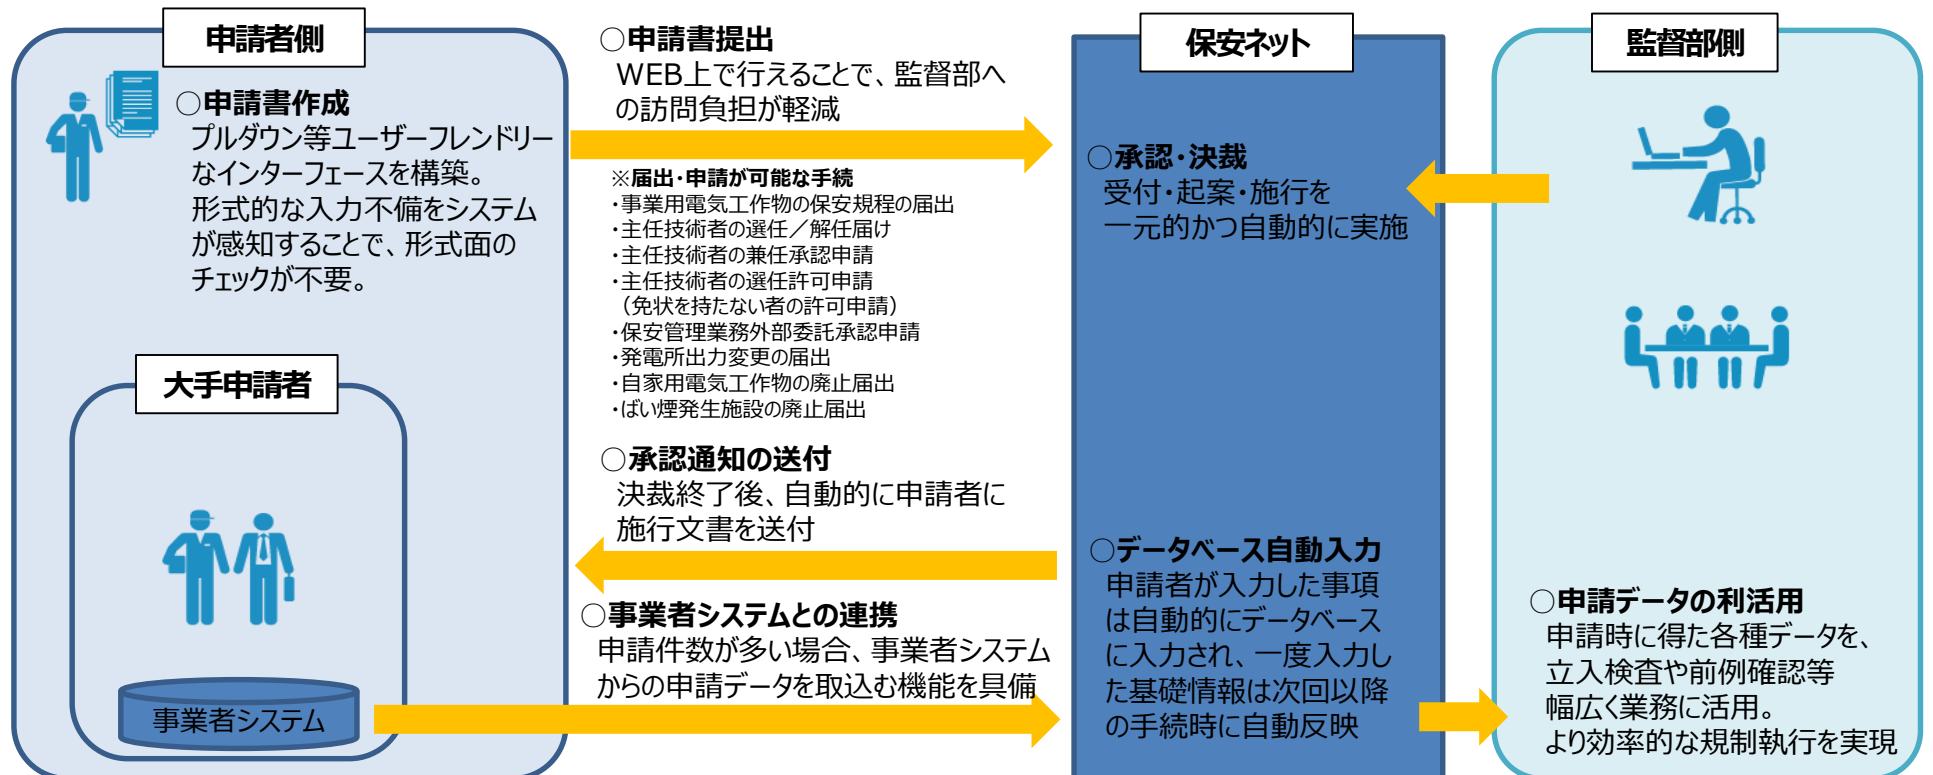 申請者側
○申請書作成
プルダウン等ユーザーフレンドリー
なインターフェースを構築。
形式的な入力不備をシステム
が感知することで、形式面の
チェックが不要。
大手申請者
事業者システム
○申請書提出
WEB上で行えることで、監督部へ
の訪問負担が軽減
※届出・申請が可能な手続
・事業用電気工作物の保安規程の届出
・主任技術者の選任／解任届け
・主任技術者の兼任承認申請
・主任技術者の選任許可申請
（免状を持たない者の許可申請）
・保安管理業務外部委託承認申請
・発電所出力変更の届出
・自家用電気工作物の廃止届出
・ばい煙発生施設の廃止届出
○承認通知の送付
決裁終了後、自動的に申請者に
施行文書を送付
○事業者システムとの連携
申請件数が多い場合、事業者システム
からの申請データを取込む機能を具備
保安ネット
○承認・決裁
受付・起案・施行を
一元的かつ自動的に実施
○データベース自動入力
申請者が入力した事項
は自動的にデータベース
に入力され、一度入力し
た基礎情報は次回以降
の手続時に自動反映
監督部側
○申請データの利活用
申請時に得た各種データを、
立入検査や前例確認等
幅広く業務に活用。
より効率的な規制執行を実現